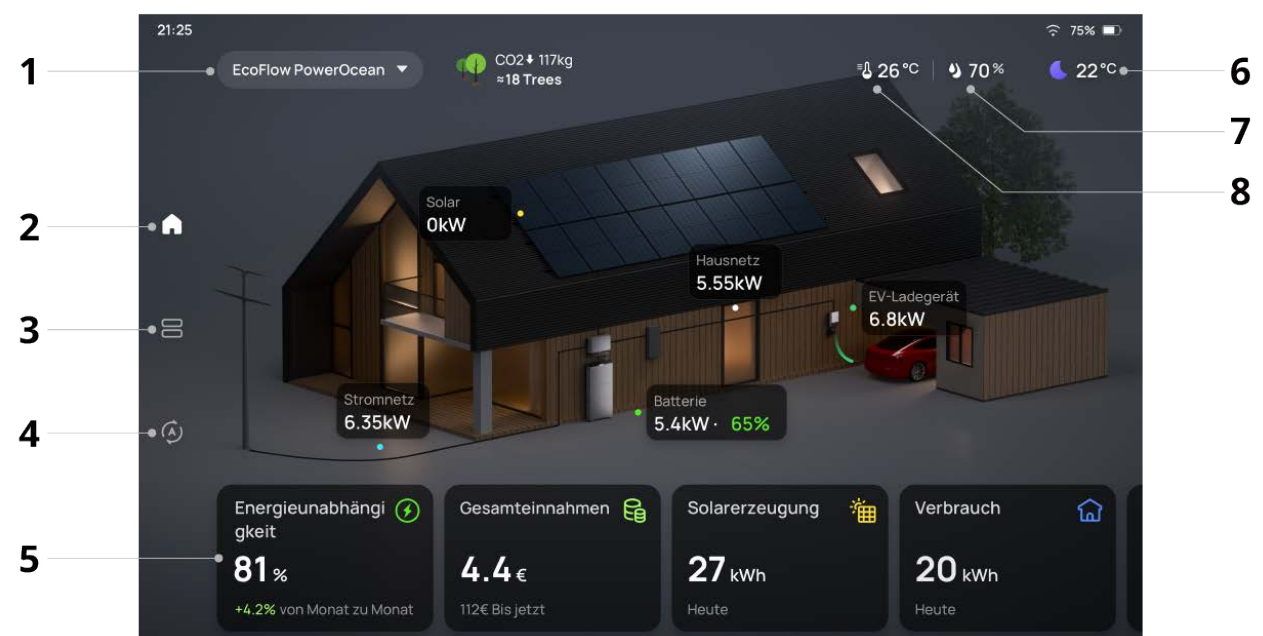 21:25
75%
1
EcoFlow PowerOcean
CO2 117kg
≈18 Trees
26°C
70%
22°C
6
7
8
2
Solar
0kW
Hausnetz
5.55kW
EV-Ladegerät
6.8kW
3
Stromnetz
6.35kW
Batterie
5.4kW · 65%
4
A
Energieunabhängi
gkeit
81%
+4.2% von Monat zu Monat
Gesamteinnahmen
4.4€
112€ Bis jetzt
Solarerzeugung
27 kWh
Heute
Verbrauch
20 kWh
Heute
5